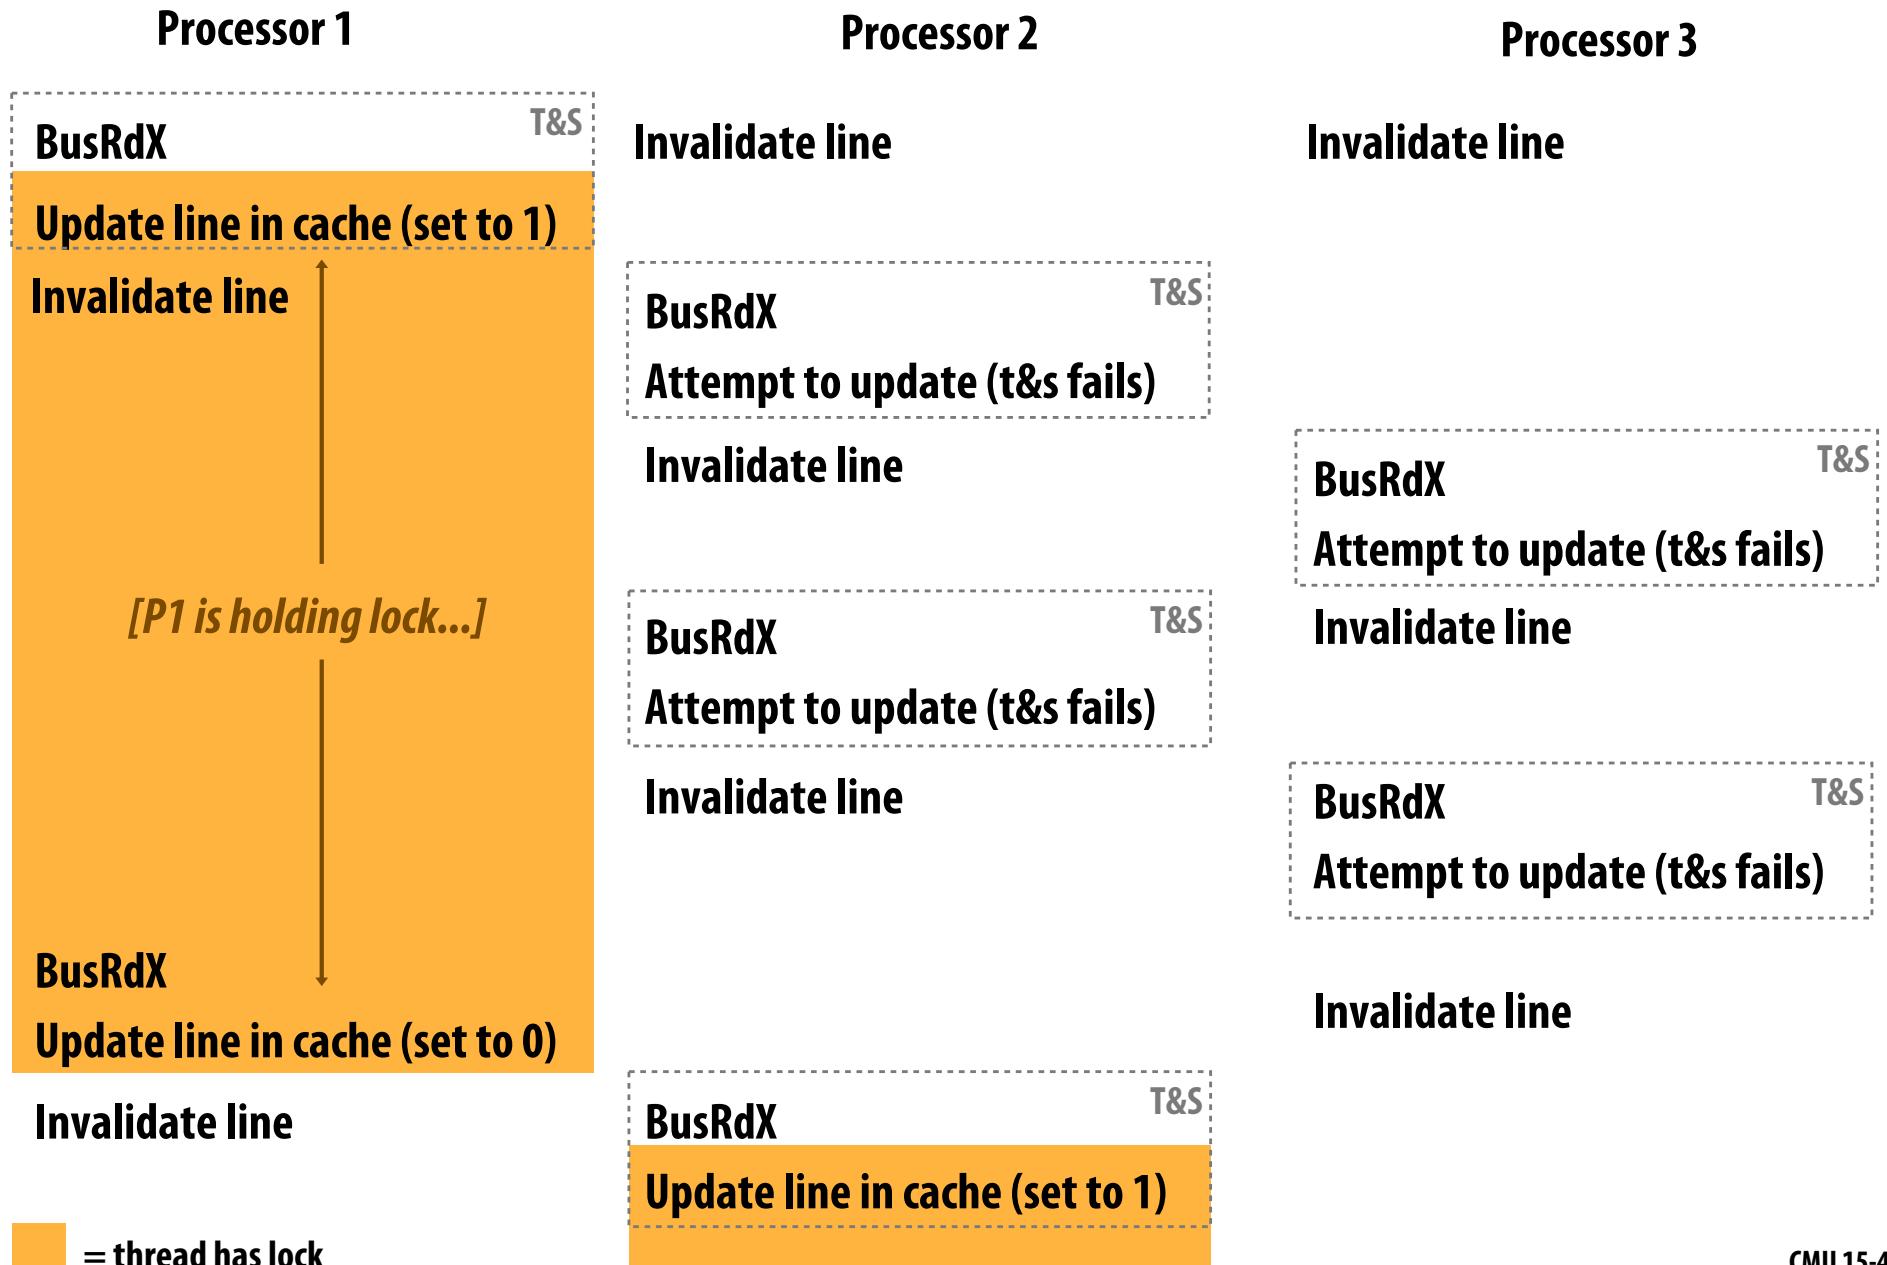 Processor 1
Processor 2
Processor 3
BusRdX
T&S
Update line in cache (set to 1)
Invalidate line
[P1 is holding lock...]
BusRdX
Update line in cache (set to 0)
Invalidate line
= thread has lock
Invalidate line
BusRdX
T&S
Attempt to update (t&s fails)
Invalidate line
BusRdX
T&S
Attempt to update (t&s fails)
Invalidate line
BusRdX
T&S
Update line in cache (set to 1)
Invalidate line
BusRdX
T&S
Attempt to update (t&s fails)
Invalidate line
BusRdX
T&S
Attempt to update (t&s fails)
Invalidate line
CMU 15-4